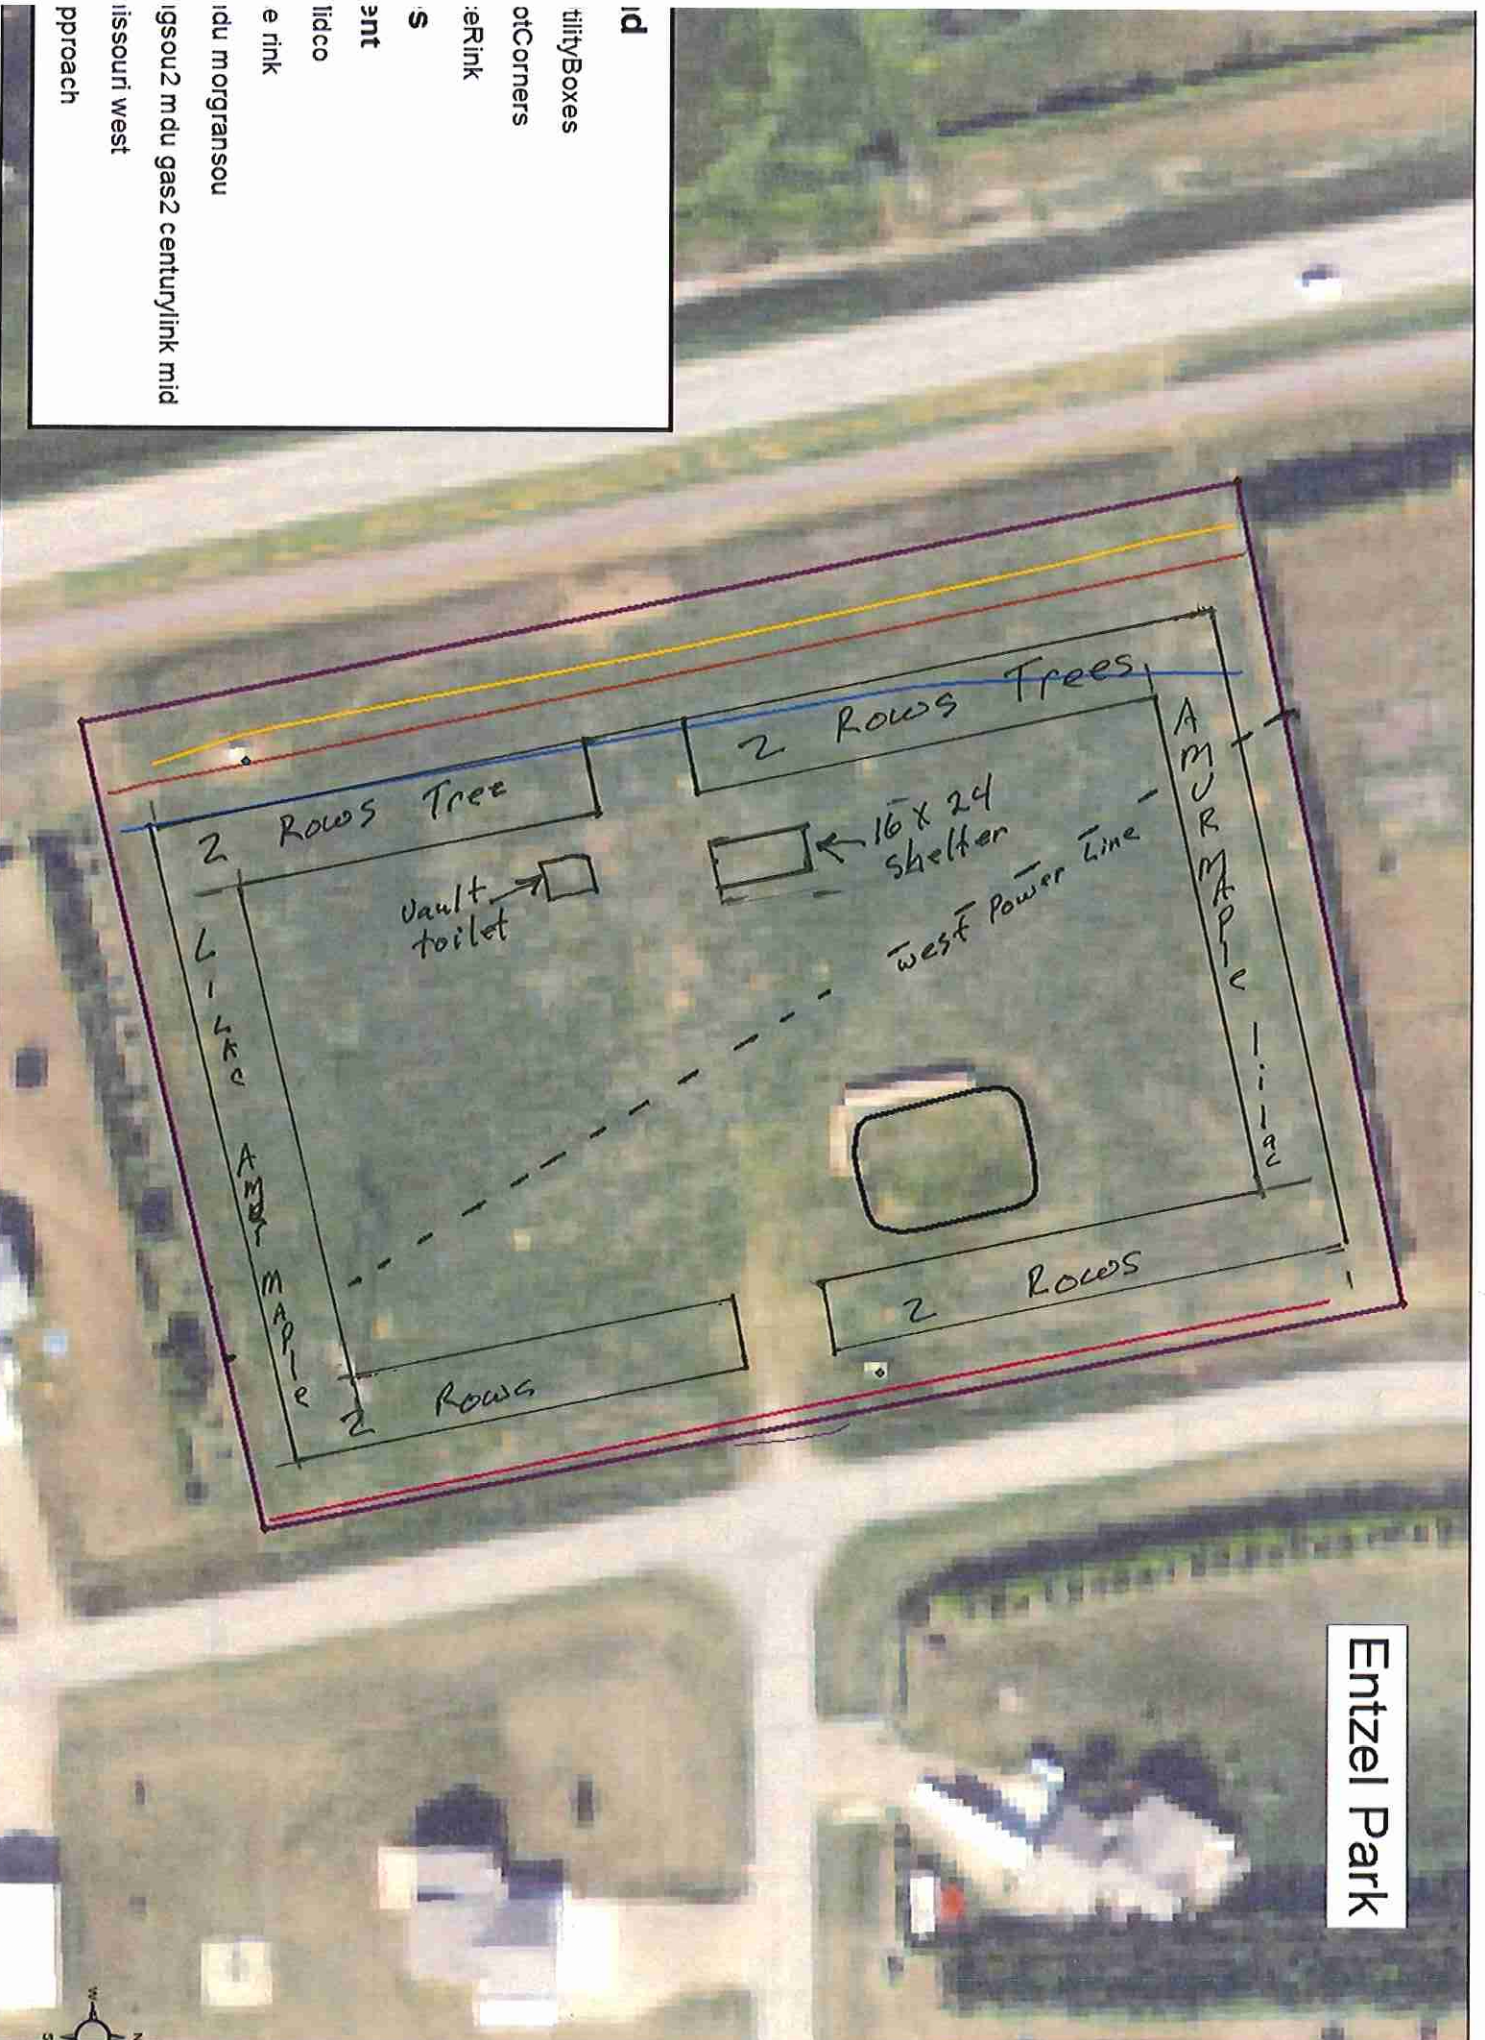 Entzel Park
d
tilityBoxes
otCorners
eRink
s
ent
lidco
e rink
du morgransou
gsou2 mdu gas2 centurylink mid
issouri west
pproach
2 Rows Trees
2 Rows Tree
16 x 24
shelter
Vault
toilet
west Power Line
AMUR MAPle lilac
LiLac AMUR MAPle
2 Rows
2 Rows
W
N
S